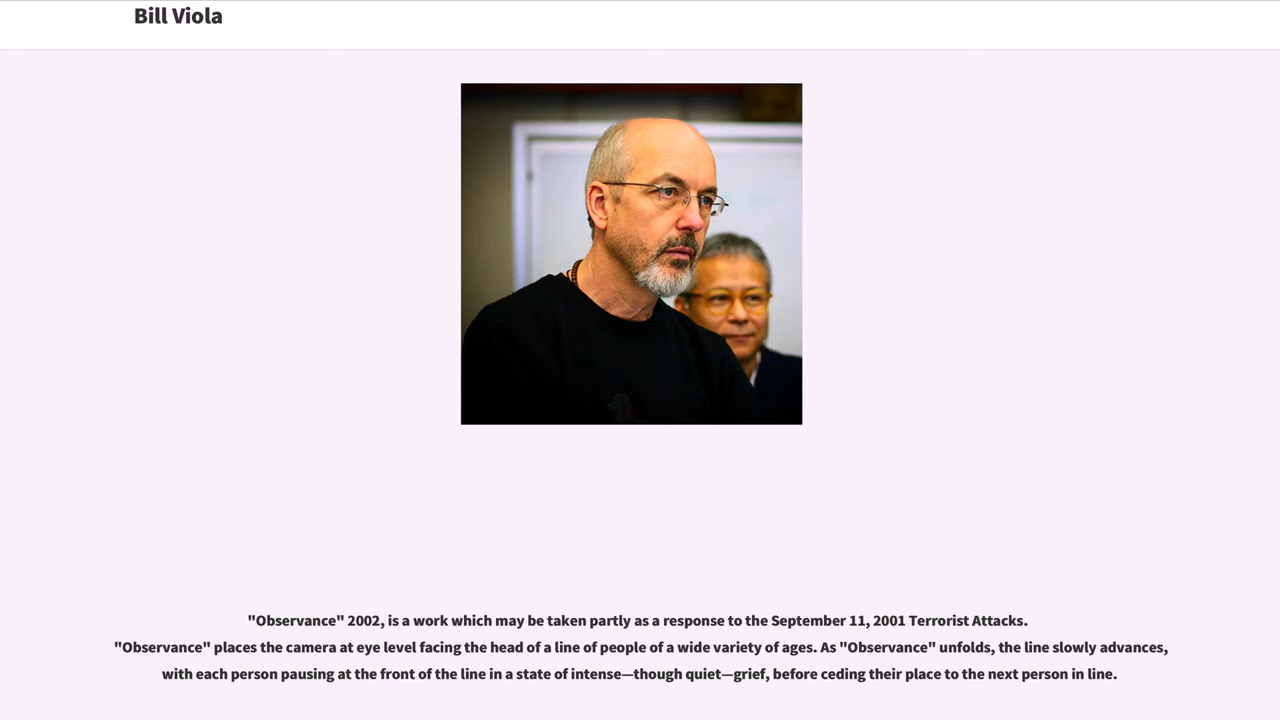 Bill Viola
"Observance" 2002, is a work which may be taken partly as a response to the September 11, 2001 Terrorist Attacks.
"Observance" places the camera at eye level facing the head of a line of people of a wide variety of ages. As "Observance" unfolds, the line slowly advances,
with each person pausing at the front of the line in a state of intense—though quiet—grief, before ceding their place to the next person in line.